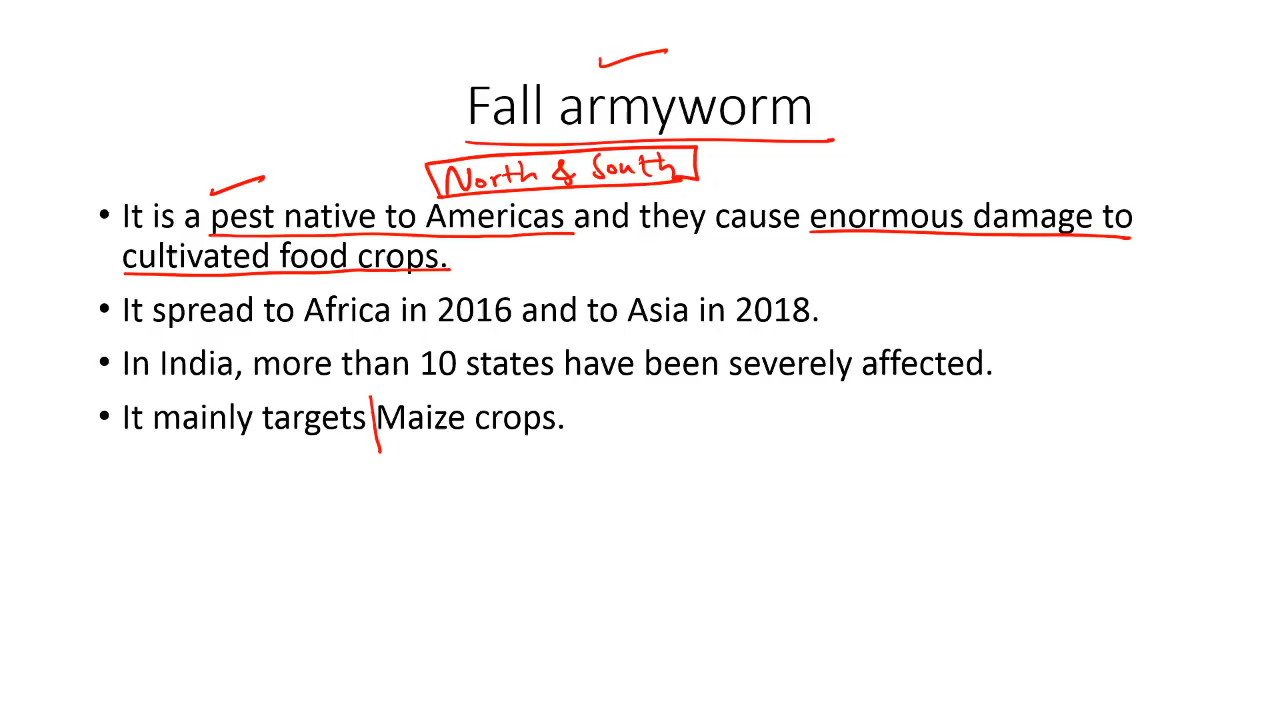 Fall armyworm
North & South
• It is a pest native to Americas and they cause enormous damage to
cultivated food crops.
• It spread to Africa in 2016 and to Asia in 2018.
• In India, more than 10 states have been severely affected.
• It mainly targets Maize crops.